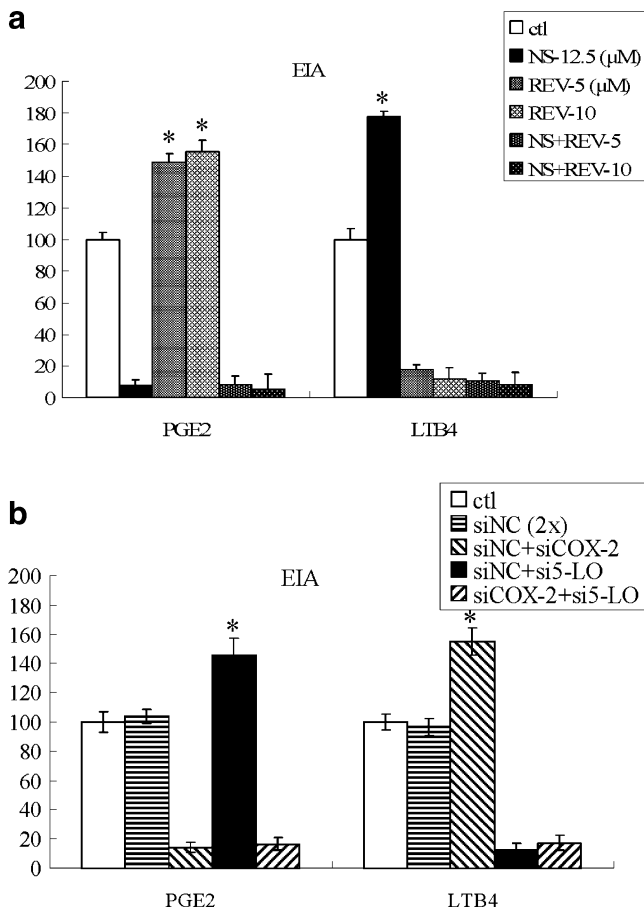 a
ctl
NS-12.5 (μM)
REV-5 (μM)
REV-10
NS+REV-5
NS+REV-10
EIA
200
180
160
140
120
100
80
60
40
20
0
*
*
*
PGE2
LTB4
b
ctl
siNC (2x)
siNC+siCOX-2
siNC+si5-LO
siCOX-2+si5-LO
EIA
200
180
160
140
120
100
80
60
40
20
0
*
*
PGE2
LTB4